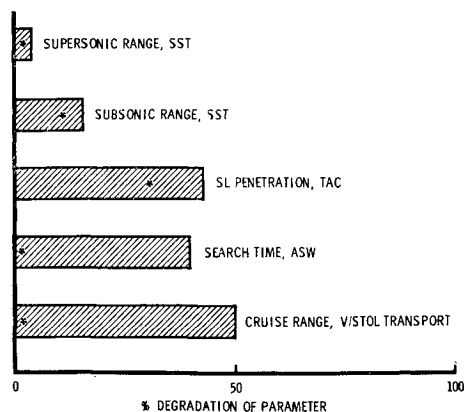 SUPERSONIC RANGE, SST
SUBSONIC RANGE, SST
SL PENETRATION, TAC
SEARCH TIME, ASW
CRUISE RANGE, V/STOL TRANSPORT
0 50 100
% DEGRADATION OF PARAMETER